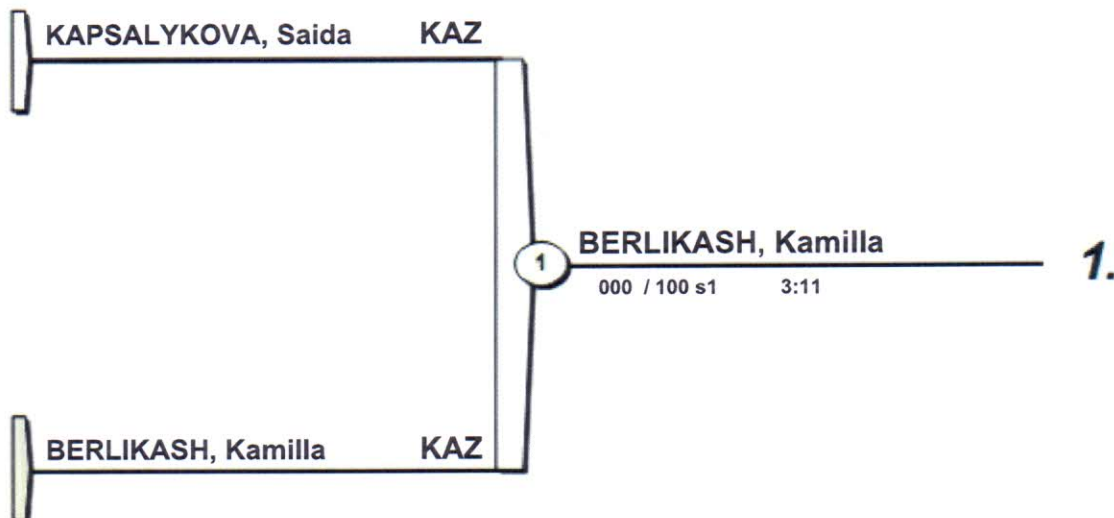 KAPSALYKOVA, Saida KAZ
1
BERLIKASH, Kamilla
1.
000 / 100 s1 3:11
BERLIKASH, Kamilla KAZ